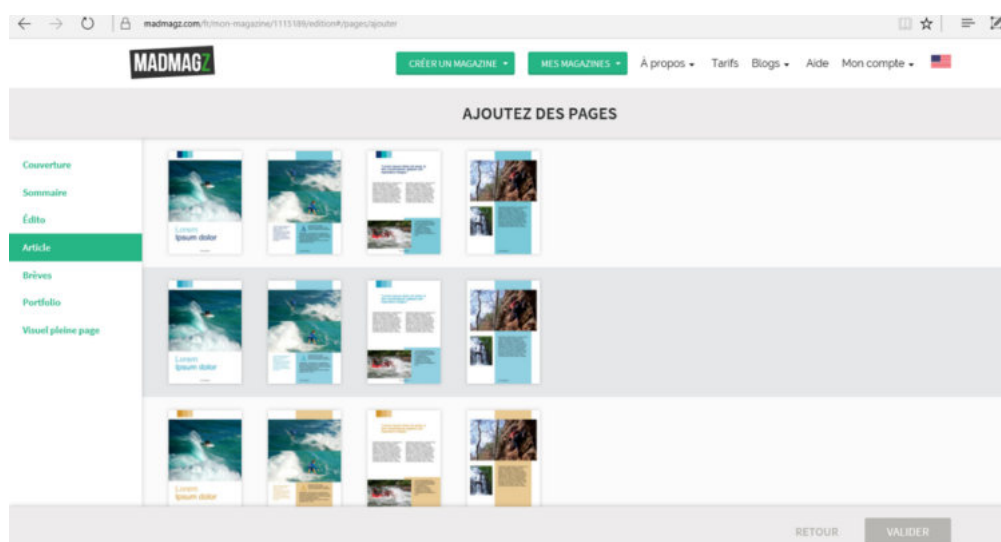 madmagz.com/fr/mon-magazine/1115189/edition#/pages/ajouter
MADMAGZ
CRÉER UN MAGAZINE
MES MAGAZINES
À propos
Tarifs
Blogs
Aide
Mon compte
AJOUTEZ DES PAGES
Couverture
Sommaire
Édito
Article
Brèves
Portfolio
Visuel pleine page
Lorem
Ipsum dolor
Lorem
Ipsum dolor
Lorem
Ipsum dolor
RETOUR
VALIDER